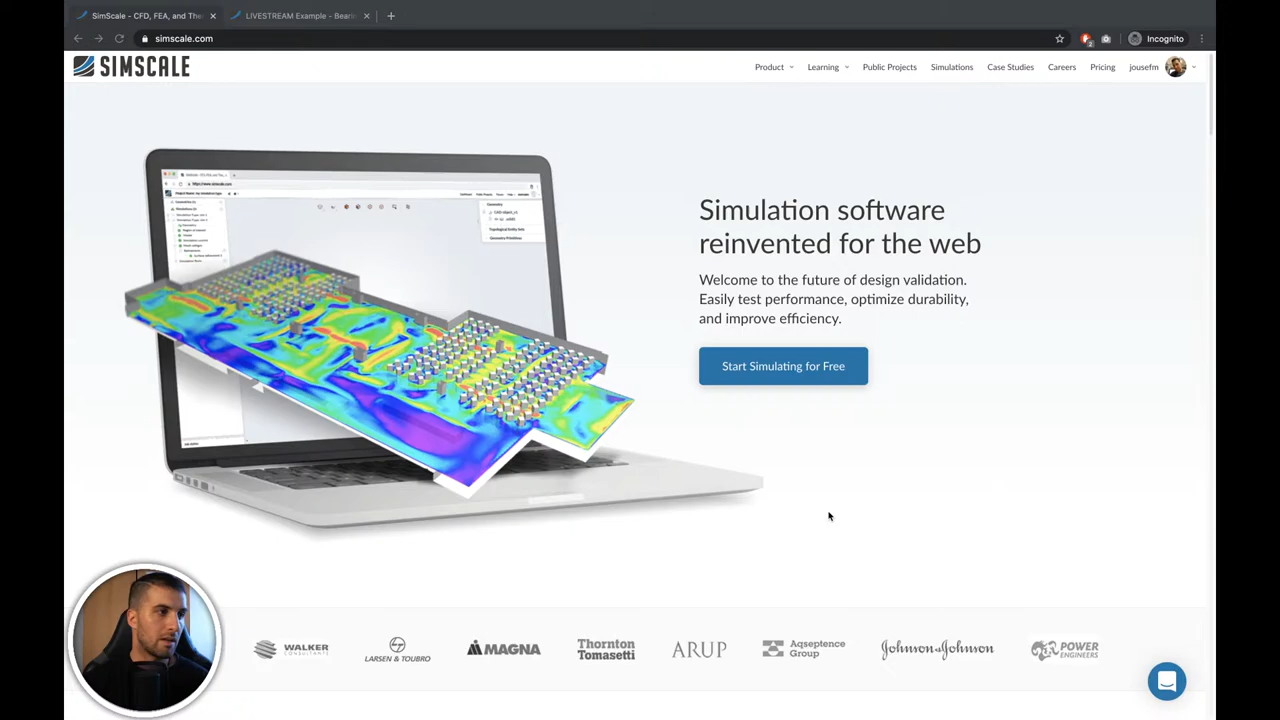 SimScale - CFD, FEA, and The
LIVESTREAM Example - Beari
simscale.com
Incognito
SIMSCALE
Product
Learning
Public Projects
Simulations
Case Studies
Careers
Pricing
jousefm
Simulation software
reinvented for the web
Welcome to the future of design validation.
Easily test performance, optimize durability,
and improve efficiency.
Start Simulating for Free
WALKER
CONSULTANTS
LARSEN & TOUBRO
MAGNA
Thornton
Tomasetti
ARUP
Aqseptence
Group
Johnson & Johnson
POWER
ENGINEERS